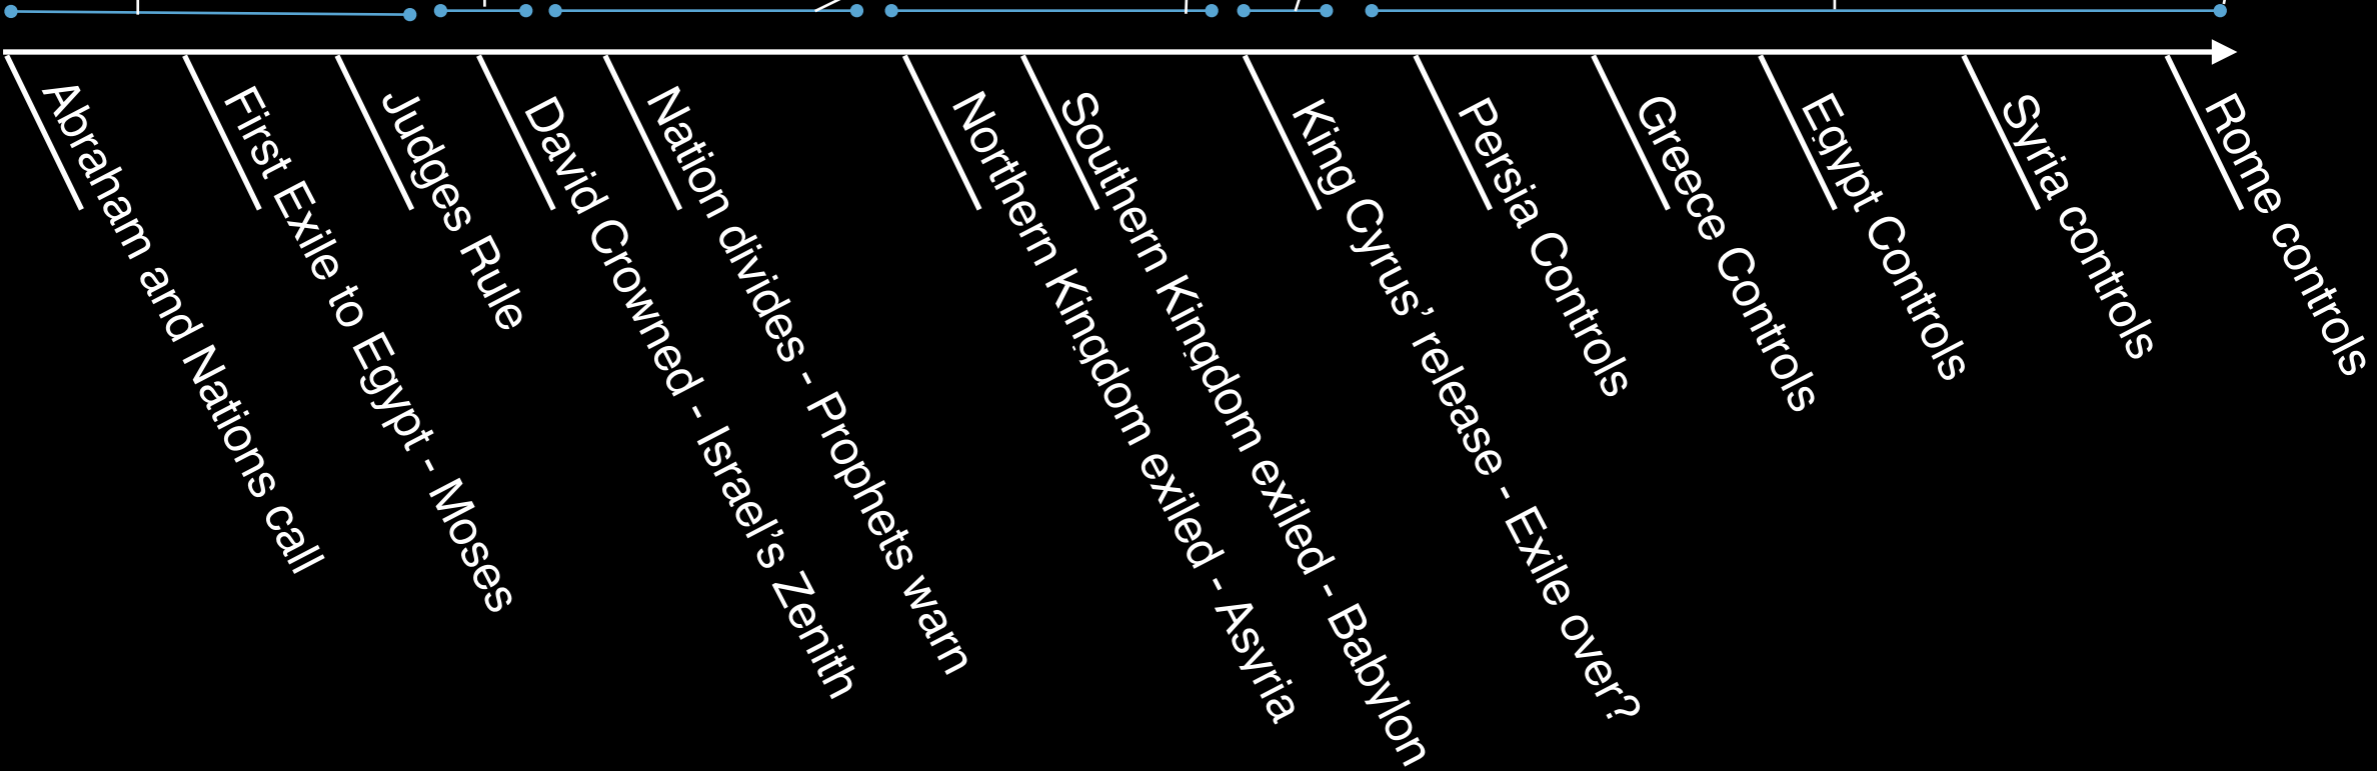 Abraham and Nations call
First Exile to Egypt - Moses
Judges Rule
David Crowned - Israel’s Zenith
Nation divides - Prophets warn
Northern Kingdom exiled - Asyria
Southern Kingdom exiled - Babylon
King Cyrus’ release - Exile over?
Persia Controls
Greece Controls
Egypt Controls
Syria controls
Rome controls